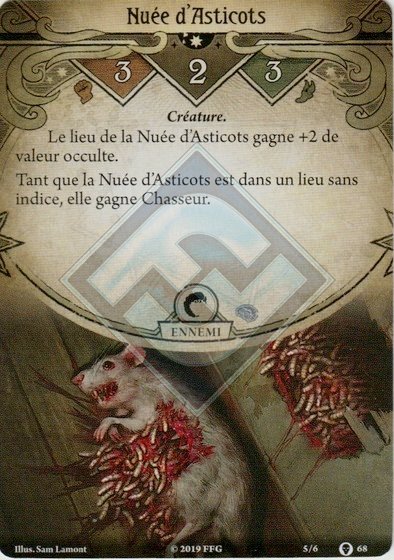 Nuée d'Asticots
3 2 3
Créature.
Le lieu de la Nuée d'Asticots gagne +2 de
valeur occulte.
Tant que la Nuée d'Asticots est dans un lieu sans
indice, elle gagne Chasseur.
ENNEMI
Illus. Sam Lamont © 2019 FFG 5/6 68